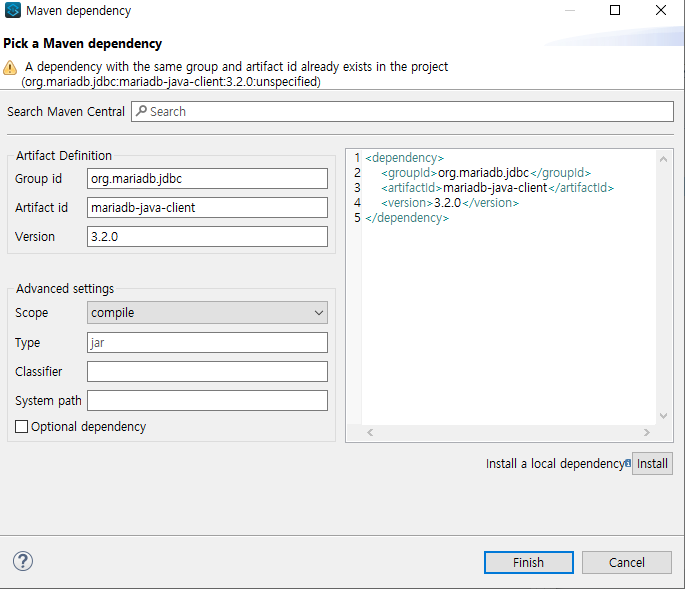 Maven dependency
Pick a Maven dependency
A dependency with the same group and artifact id already exists in the project
(org.mariadb.jdbc:mariadb-java-client:3.2.0:unspecified)
Search Maven Central
Search
Artifact Definition
Group id
org.mariadb.jdbc
Artifact id
mariadb-java-client
Version
3.2.0
Advanced settings
Scope
compile
Type
jar
Classifier
System path
Optional dependency
1 <dependency>
2 <groupId>org.mariadb.jdbc</groupId>
3 <artifactId>mariadb-java-client</artifactId>
4 <version>3.2.0</version>
5 </dependency>
Install a local dependency
Install
Finish
Cancel